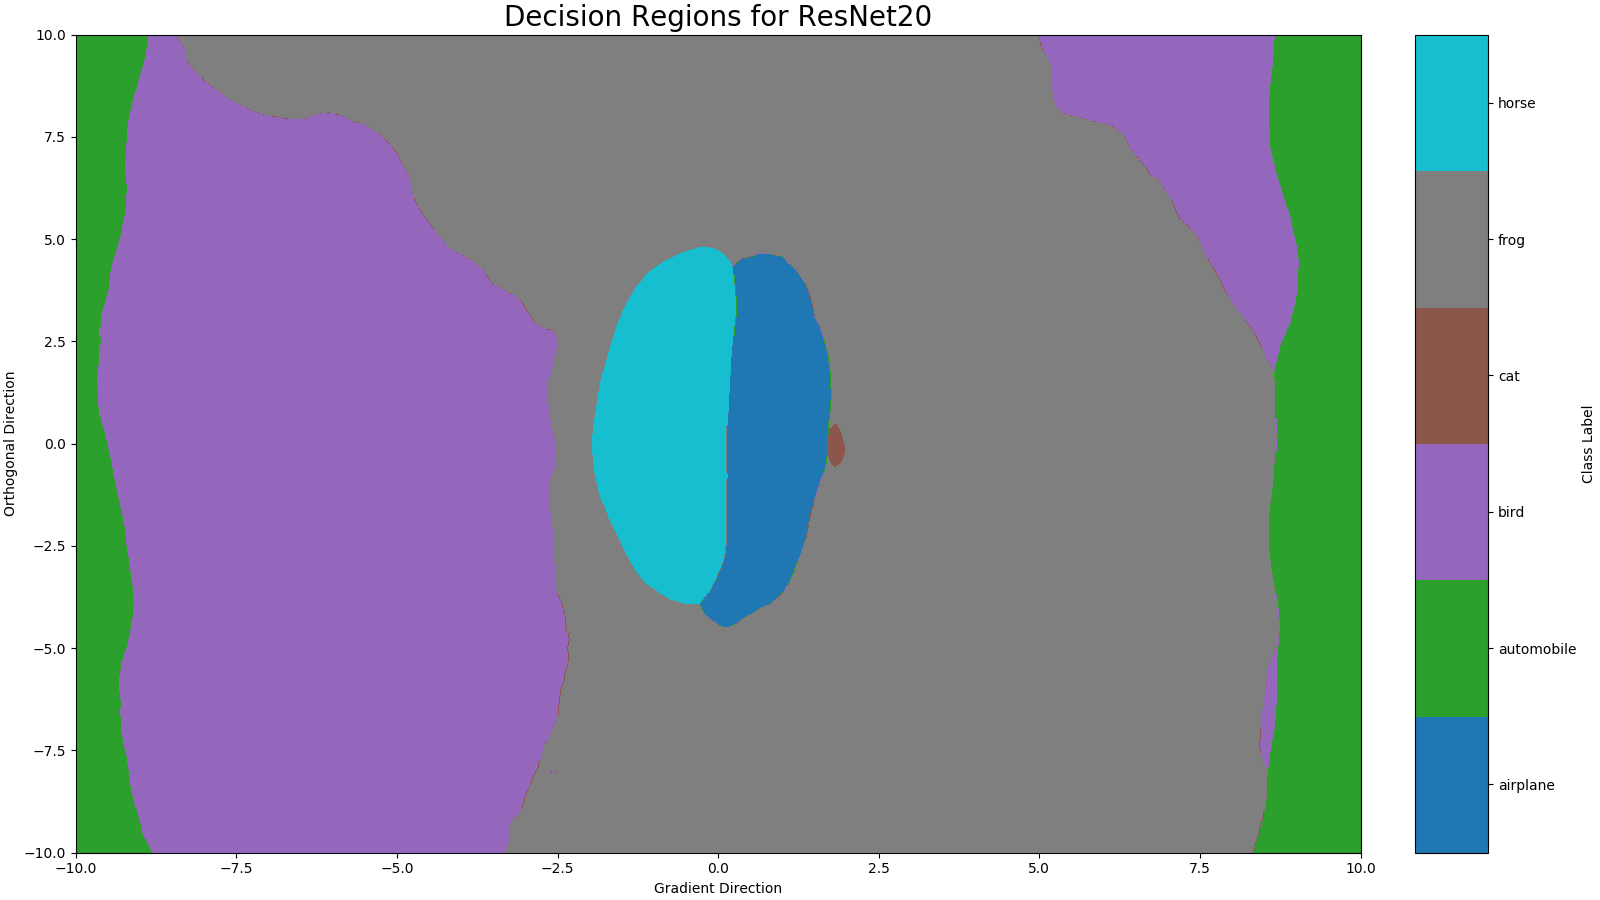 Decision Regions for ResNet20
10.0
7.5
5.0
2.5
0.0
−2.5
−5.0
−7.5
−10.0
Orthogonal Direction
−10.0 −7.5 −5.0 −2.5 0.0 2.5 5.0 7.5 10.0
Gradient Direction
horse
frog
cat
bird
automobile
airplane
Class Label